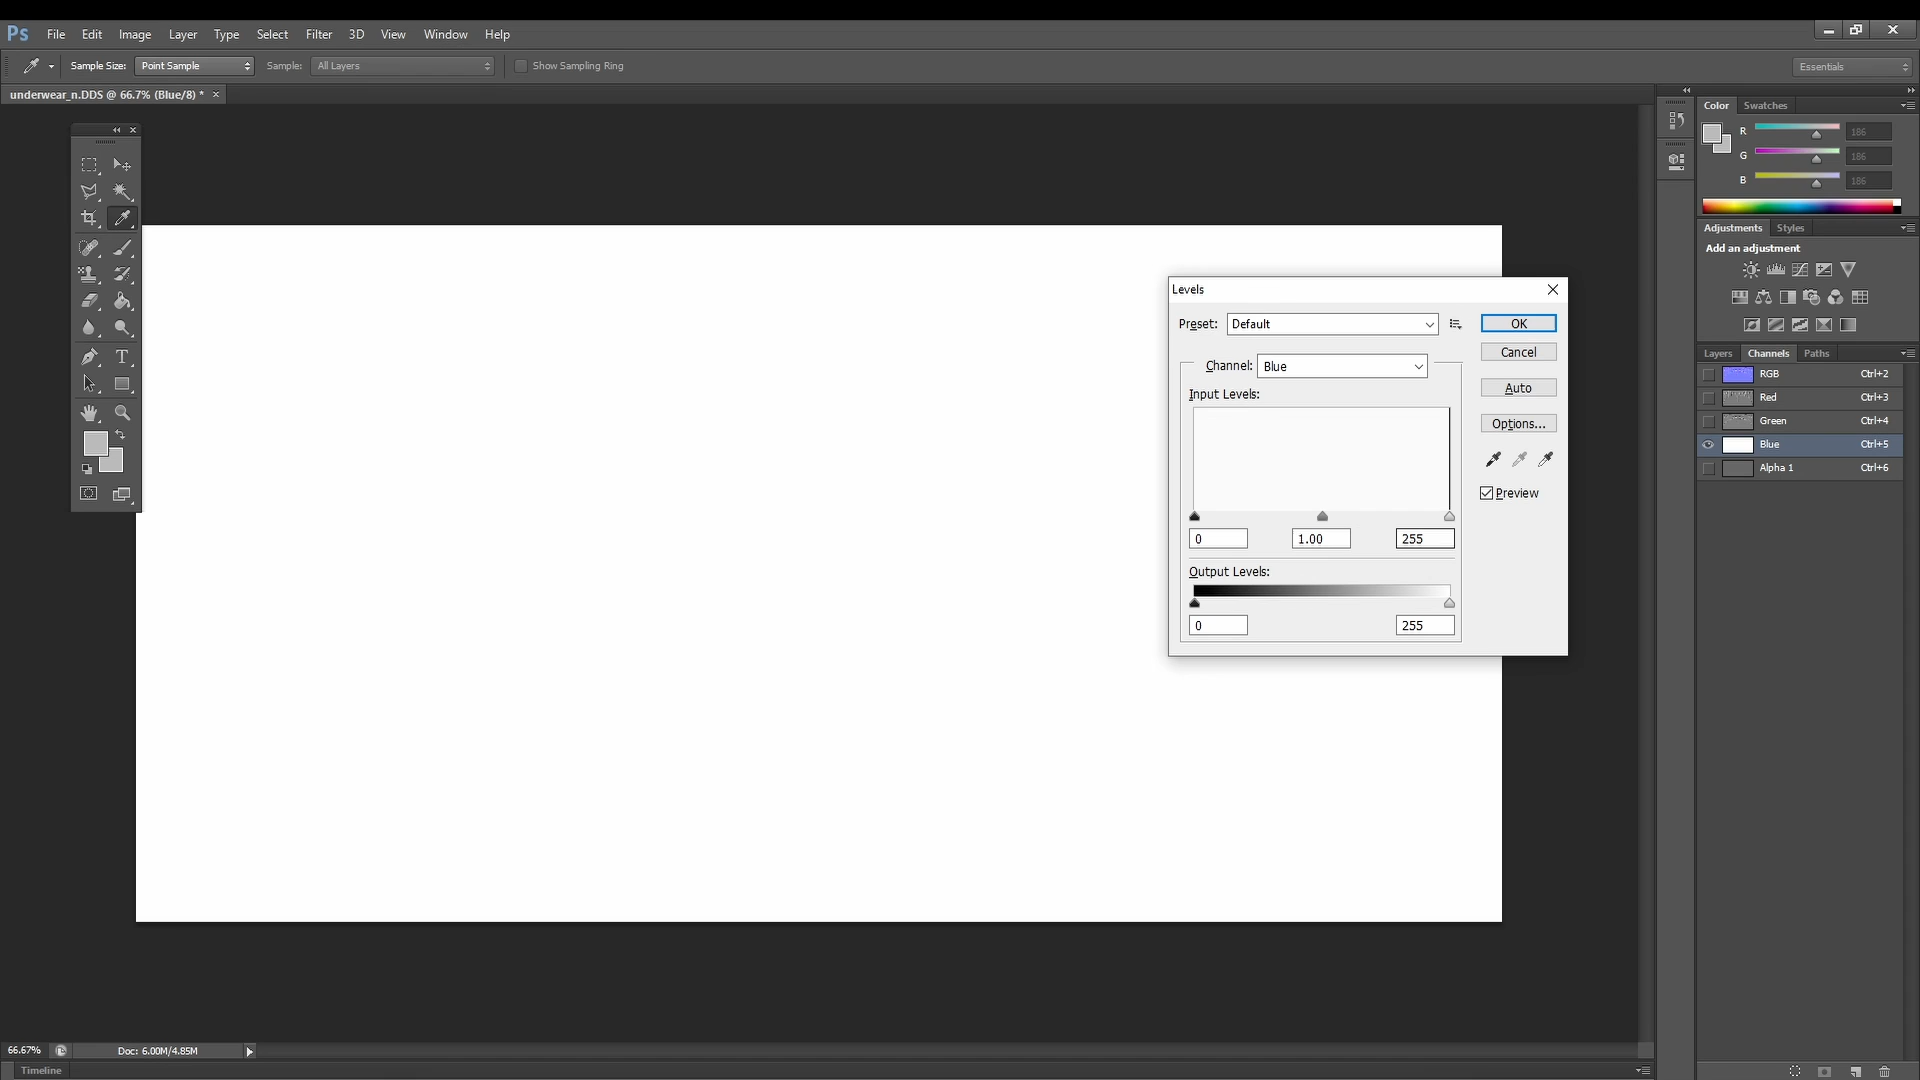 Ps File Edit Image Layer Type Select Filter 3D View Window Help
Sample Size: Point Sample Sample: All Layers Show Sampling Ring Essentials
underwear_n.DDS @ 66.7% (Blue/8) *
Color Swatches
R 186
G 186
B 186
Adjustments Styles
Add an adjustment
Layers Channels Paths
RGB Ctrl+2
Red Ctrl+3
Green Ctrl+4
Blue Ctrl+5
Alpha 1 Ctrl+6
Levels
Preset: Default OK
Cancel
Channel: Blue
Auto
Input Levels:
Options...
Preview
0 1.00 255
Output Levels:
0 255
T
66.67% Doc: 6.00M/4.85M
Timeline